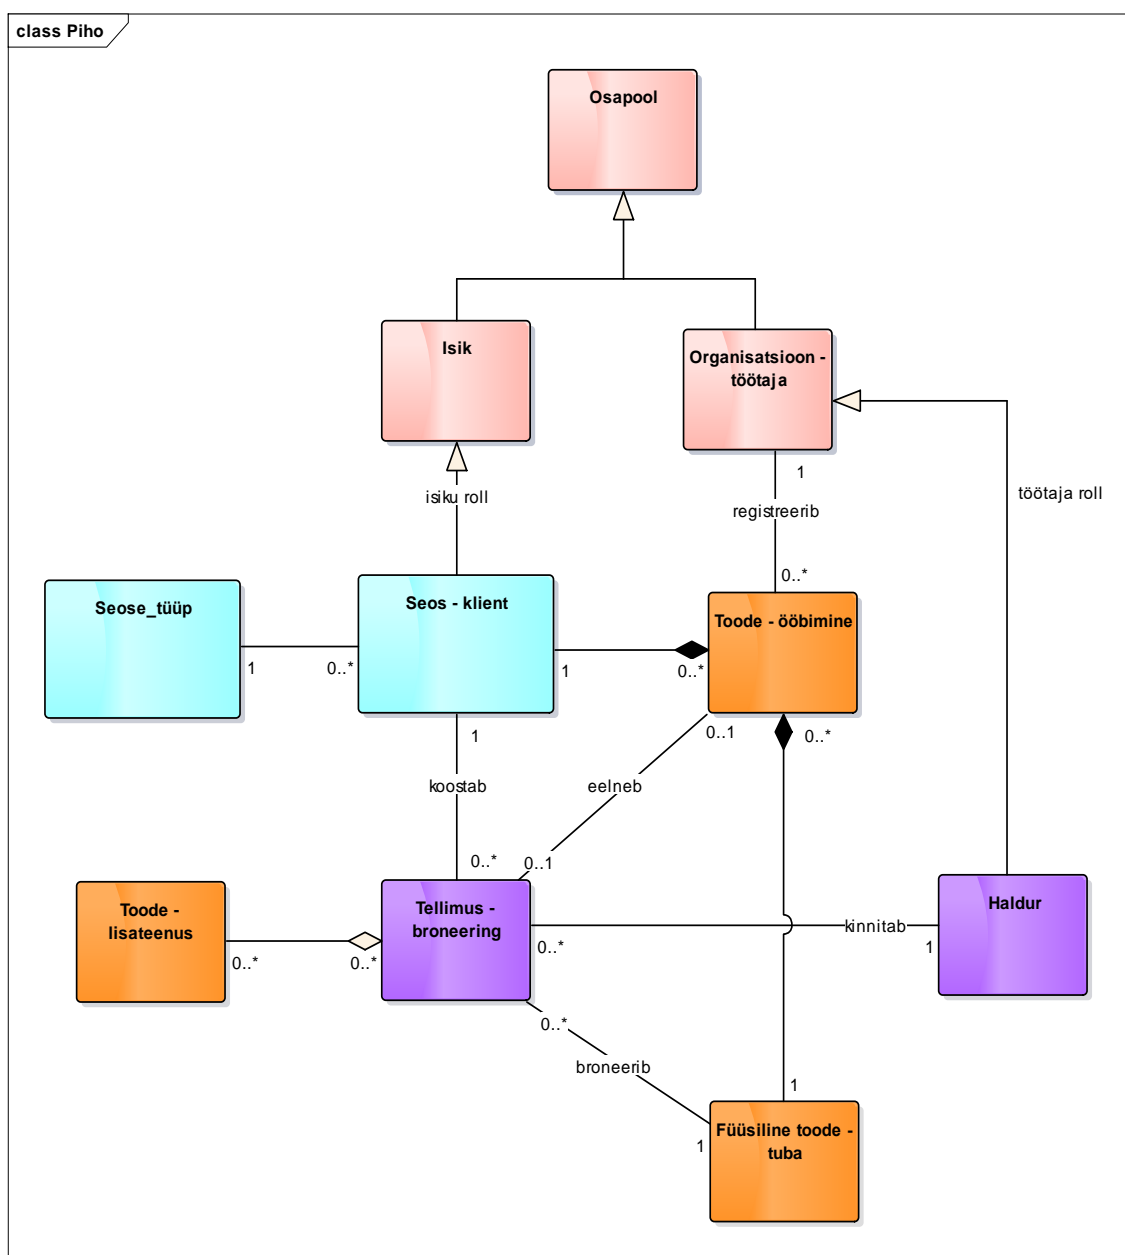 class Piho
Osapool
Isik
Organisatsioon -
töötaja
1
isiku roll
registreerib
töötaja roll
0..*
Seose_tüüp
Seos - klient
Toode - ööbimine
1
0..*
1
0..*
1
0..1
0..*
koostab
eelneb
0..*
0..1
Toode -
lisateenus
Tellimus -
broneering
Haldur
kinnitab
0..*
0..*
0..*
1
0..*
broneerib
1
1
Füüsiline toode -
tuba